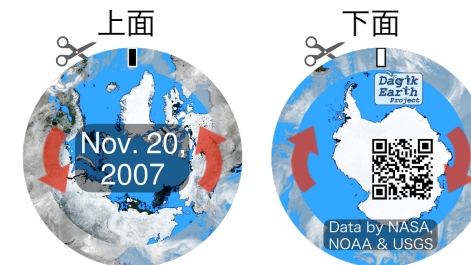 上面
Nov. 20,
2007
下面
Dagik
Earth
Project
Data by NASA,
NOAA & USGS